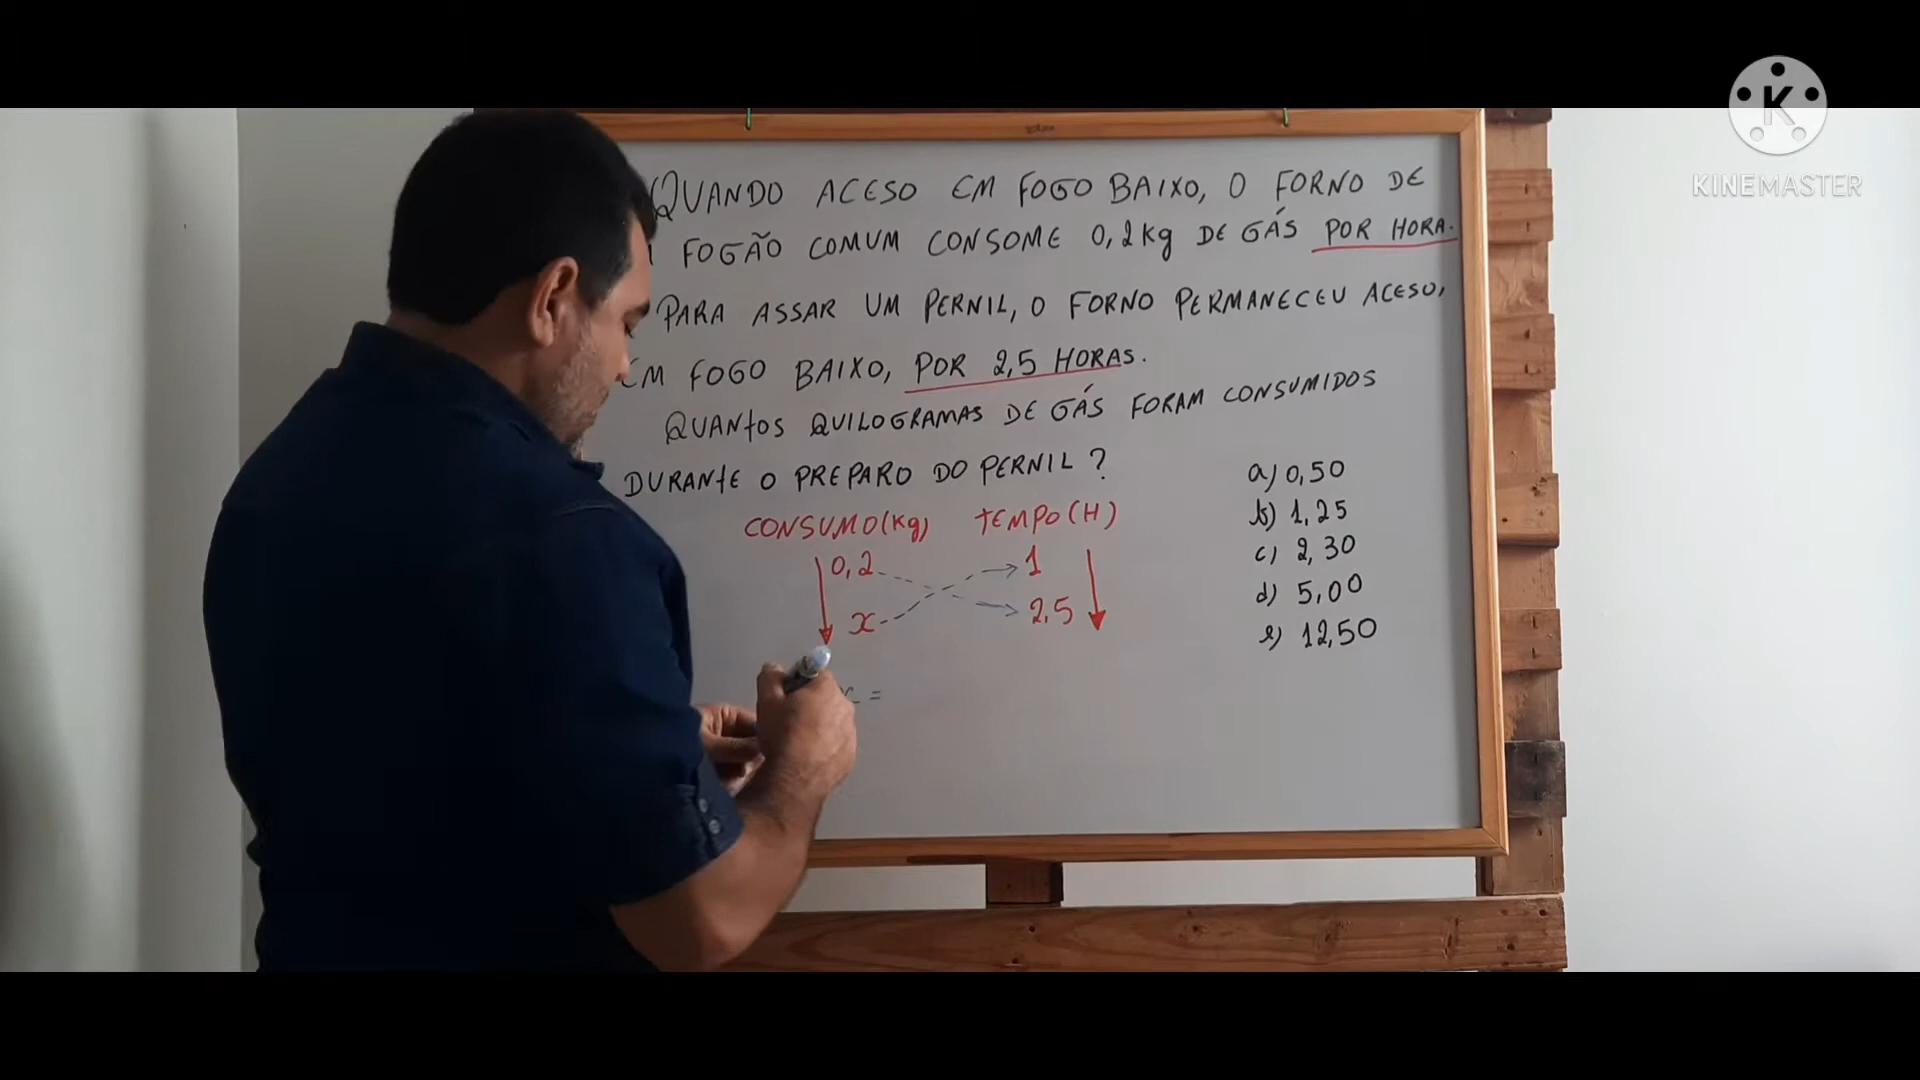 QUANDO ACESO EM FOGO BAIXO, O FORNO DE
FOGÃO COMUM CONSOME 0,2Kg DE GÁS POR HORA.
PARA ASSAR UM PERNIL, O FORNO PERMANECEU ACESO,
EM FOGO BAIXO, POR 2,5 HORAS.
QUANTOS QUILOGRAMAS DE GÁS FORAM CONSUMIDOS
DURANTE O PREPARO DO PERNIL ?
CONSUMO(Kg) TEMPO(H)
0,2 1
x 2,5
x =
a) 0,50
b) 1,25
c) 2,30
d) 5,00
e) 12,50
K
KINEMASTER